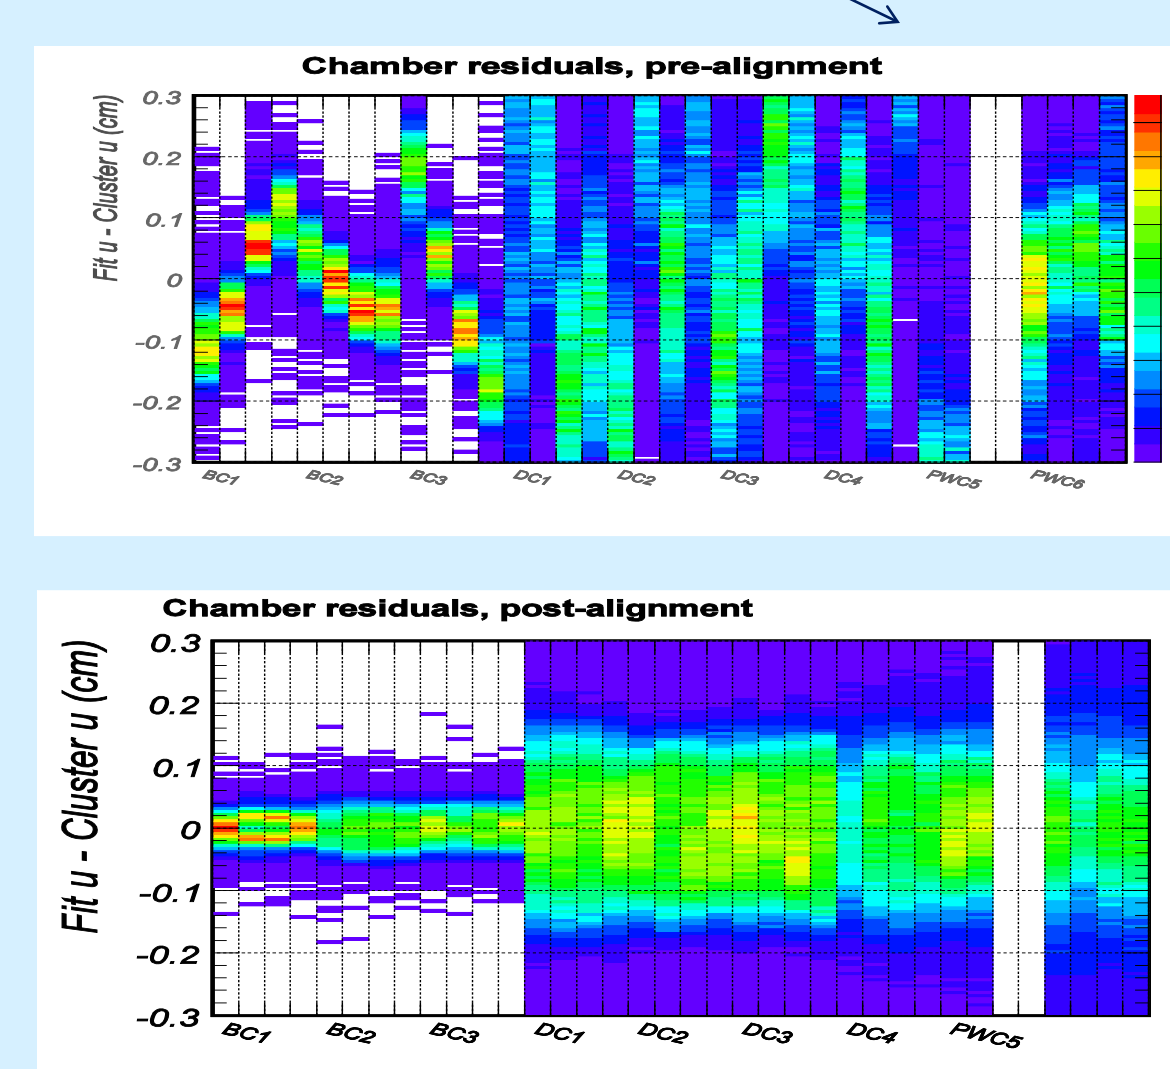 Chamber residuals, pre-alignment
Fit u - Cluster u (cm)
0.3
0.2
0.1
0
-0.1
-0.2
-0.3
BC1 BC2 BC3 DC1 DC2 DC3 DC4 PWC5 PWC6
Chamber residuals, post-alignment
Fit u - Cluster u (cm)
0.3
0.2
0.1
0
-0.1
-0.2
-0.3
BC1 BC2 BC3 DC1 DC2 DC3 DC4 PWC5